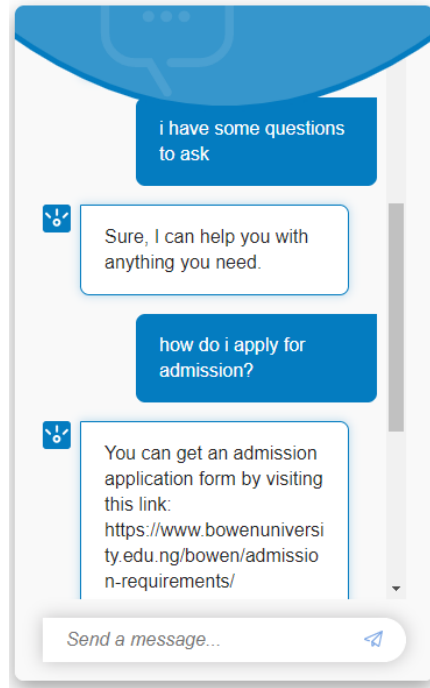 i have some questions
to ask
Sure, I can help you with
anything you need.
how do i apply for
admission?
You can get an admission
application form by visiting
this link:
https://www.bowenuniversi
ty.edu.ng/bowen/admissio
n-requirements/
Send a message...